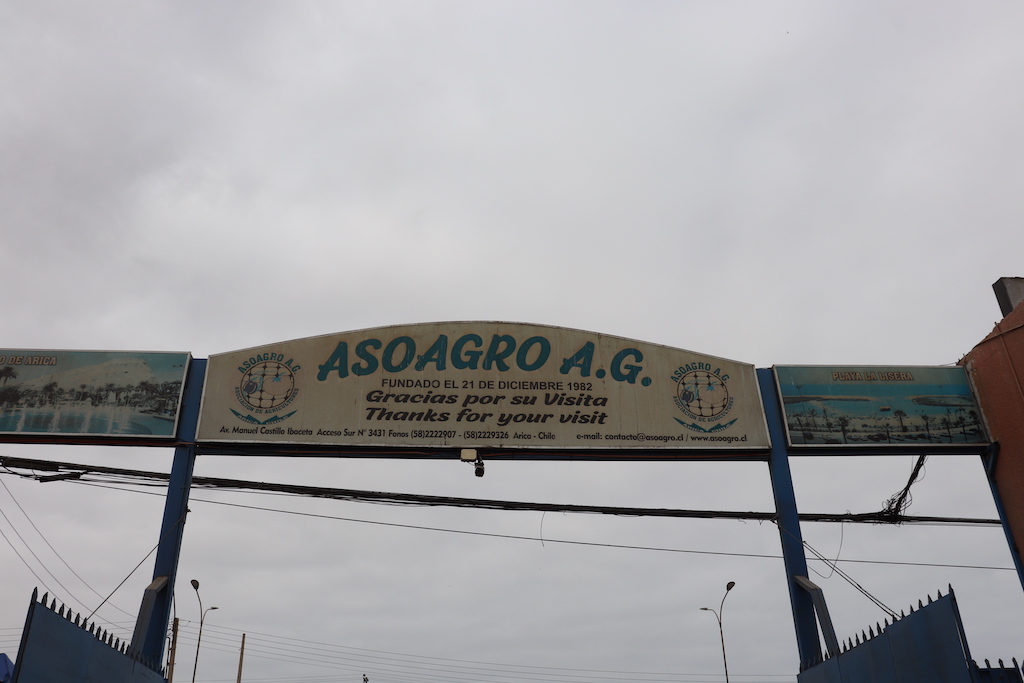 DE ARICA
ASOAGRO A.G.
ASOAGRO A.G.
FUNDADO EL 21 DE DICIEMBRE 1982
Gracias por su Visita
Thanks for your visit
Av. Manuel Castillo Ibaceta Acceso Sur Nº 3431 Fonos (58)2222907 - (58)2229326 Arica - Chile e-mail: contacto@asoagro.cl / www.asoagro.cl
ASOAGRO A.G.
PLAYA LA LISERA